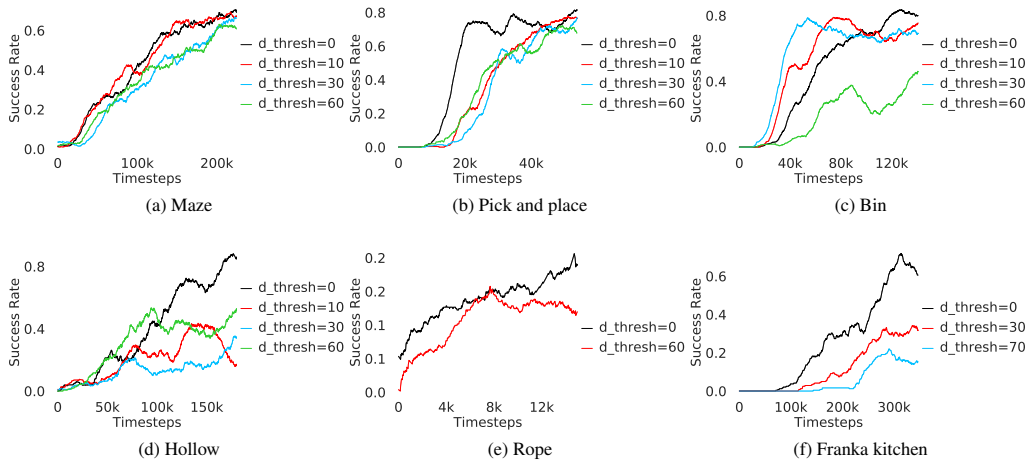 Success Rate
0.6
0.4
0.2
0.0
0
100k
200k
Timesteps
d_thresh=0
d_thresh=10
d_thresh=30
d_thresh=60
(a) Maze
Success Rate
0.8
0.6
0.4
0.2
0.0
0
20k
40k
Timesteps
d_thresh=0
d_thresh=10
d_thresh=30
d_thresh=60
(b) Pick and place
Success Rate
0.8
0.4
0.0
0
40k
80k
120k
Timesteps
d_thresh=0
d_thresh=10
d_thresh=30
d_thresh=60
(c) Bin
Success Rate
0.8
0.4
0.0
0
50k
100k
150k
Timesteps
d_thresh=0
d_thresh=10
d_thresh=30
d_thresh=60
(d) Hollow
Success Rate
0.2
0.2
0.1
0.1
0.0
0
4k
8k
12k
Timesteps
d_thresh=0
d_thresh=60
(e) Rope
Success Rate
0.6
0.4
0.2
0.0
0
100k
200k
300k
Timesteps
d_thresh=0
d_thresh=30
d_thresh=70
(f) Franka kitchen